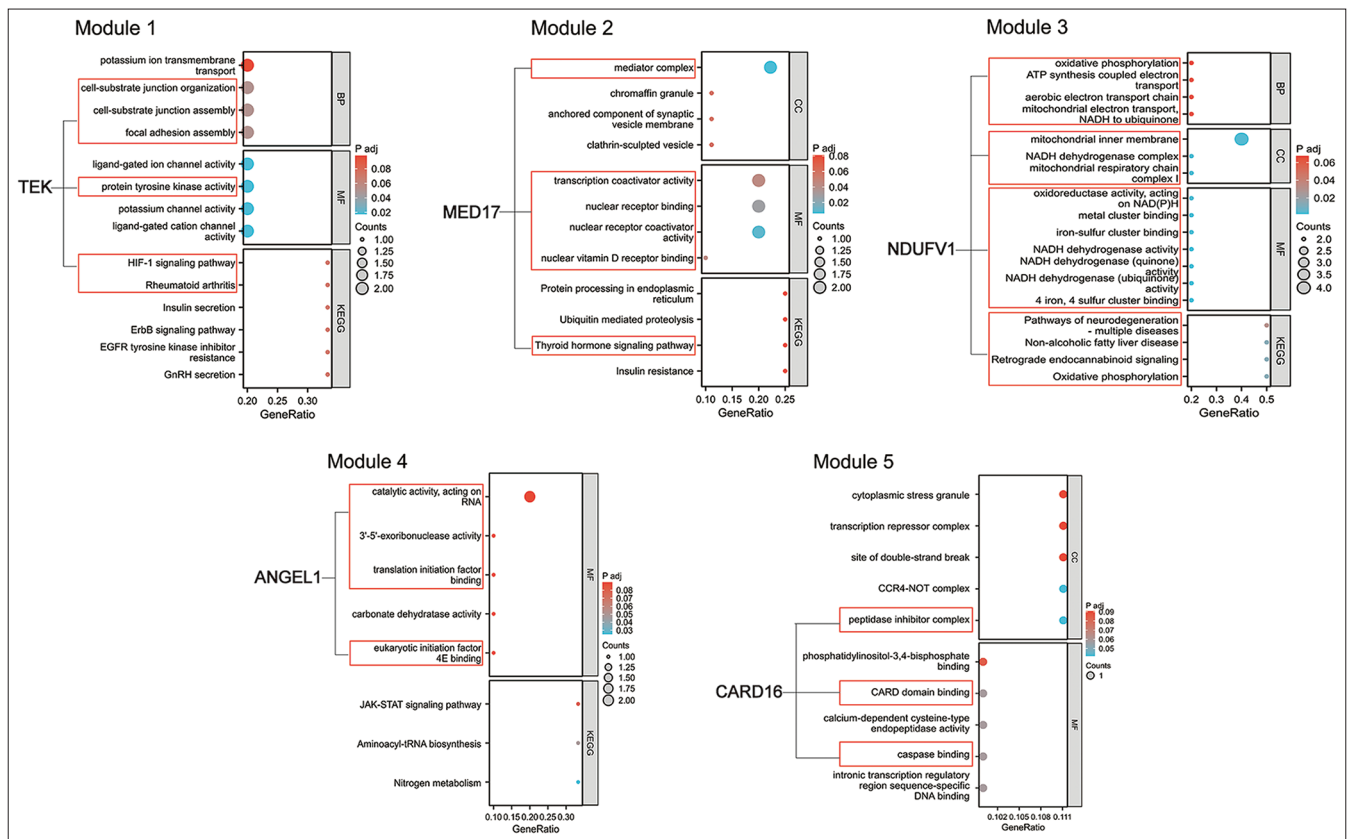 Module 1
potassium ion transmembrane
transport
cell-substrate junction organization
cell-substrate junction assembly
focal adhesion assembly
ligand-gated ion channel activity
protein tyrosine kinase activity
potassium channel activity
ligand-gated cation channel
activity
HIF-1 signaling pathway
Rheumatoid arthritis
Insulin secretion
ErbB signaling pathway
EGFR tyrosine kinase inhibitor
resistance
GnRH secretion
TEK
BP
MF
KEGG
0.20 0.25 0.30
GeneRatio
P adj
0.08
0.06
0.04
0.02
Counts
1.00
1.25
1.50
1.75
2.00
Module 2
mediator complex
chromaffin granule
anchored component of synaptic
vesicle membrane
clathrin-sculpted vesicle
transcription coactivator activity
nuclear receptor binding
nuclear receptor coactivator
activity
nuclear vitamin D receptor binding
Protein processing in endoplasmic
reticulum
Ubiquitin mediated proteolysis
Thyroid hormone signaling pathway
Insulin resistance
MED17
CC
MF
KEGG
0.10 0.15 0.20 0.25
GeneRatio
P adj
0.08
0.06
0.04
0.02
Counts
1.00
1.25
1.50
1.75
2.00
Module 3
oxidative phosphorylation
ATP synthesis coupled electron
transport
aerobic electron transport chain
mitochondrial electron transport,
NADH to ubiquinone
mitochondrial inner membrane
NADH dehydrogenase complex
mitochondrial respiratory chain
complex I
oxidoreductase activity, acting
on NAD(P)H
metal cluster binding
iron-sulfur cluster binding
NADH dehydrogenase activity
NADH dehydrogenase (quinone)
activity
NADH dehydrogenase (ubiquinone)
activity
4 iron, 4 sulfur cluster binding
Pathways of neurodegeneration
- multiple diseases
Non-alcoholic fatty liver disease
Retrograde endocannabinoid signaling
Oxidative phosphorylation
NDUFV1
BP
CC
MF
KEGG
0.2 0.3 0.4 0.5
GeneRatio
P adj
0.06
0.04
0.02
Counts
2.0
2.5
3.0
3.5
4.0
Module 4
catalytic activity, acting on
RNA
3'-5'-exoribonuclease activity
translation initiation factor
binding
carbonate dehydratase activity
eukaryotic initiation factor
4E binding
JAK-STAT signaling pathway
Aminoacyl-tRNA biosynthesis
Nitrogen metabolism
ANGEL1
MF
KEGG
0.10 0.15 0.20 0.25 0.30
GeneRatio
P adj
0.08
0.07
0.06
0.05
0.04
0.03
Counts
1.00
1.25
1.50
1.75
2.00
Module 5
cytoplasmic stress granule
transcription repressor complex
site of double-strand break
CCR4-NOT complex
peptidase inhibitor complex
phosphatidylinositol-3,4-bisphosphate
binding
CARD domain binding
calcium-dependent cysteine-type
endopeptidase activity
caspase binding
intronic transcription regulatory
region sequence-specific
DNA binding
CARD16
CC
MF
0.102 0.105 0.108 0.111
GeneRatio
P adj
0.09
0.08
0.07
0.06
0.05
Counts
1